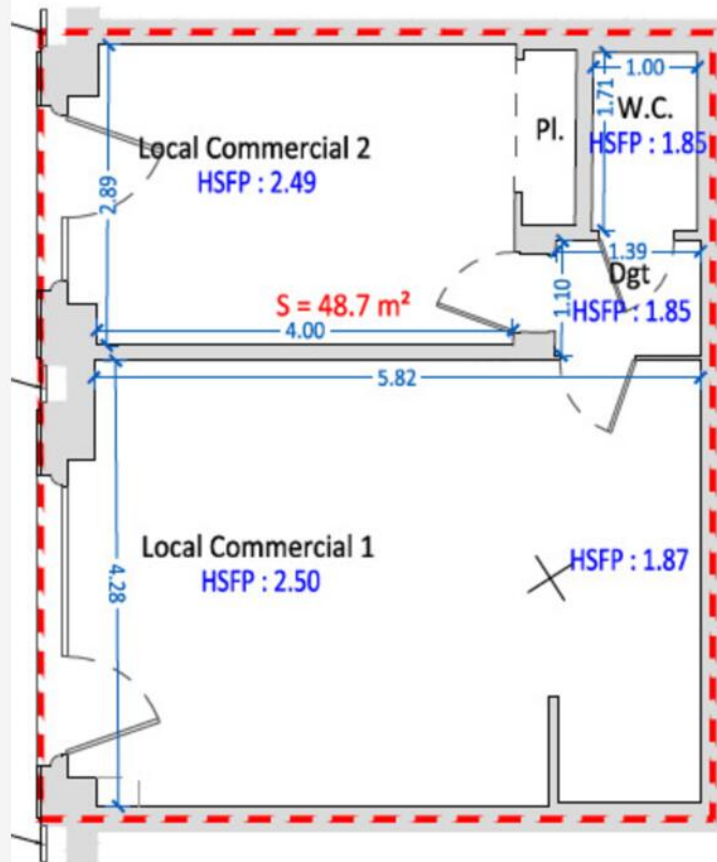 1.00
1.71
W.C.
HSFP : 1.85
Pl.
Local Commercial 2
HSFP : 2.49
2.89
1.39
Dgt
HSFP : 1.85
1.10
S = 48.7 m²
4.00
5.82
Local Commercial 1
HSFP : 2.50
HSFP : 1.87
4.28